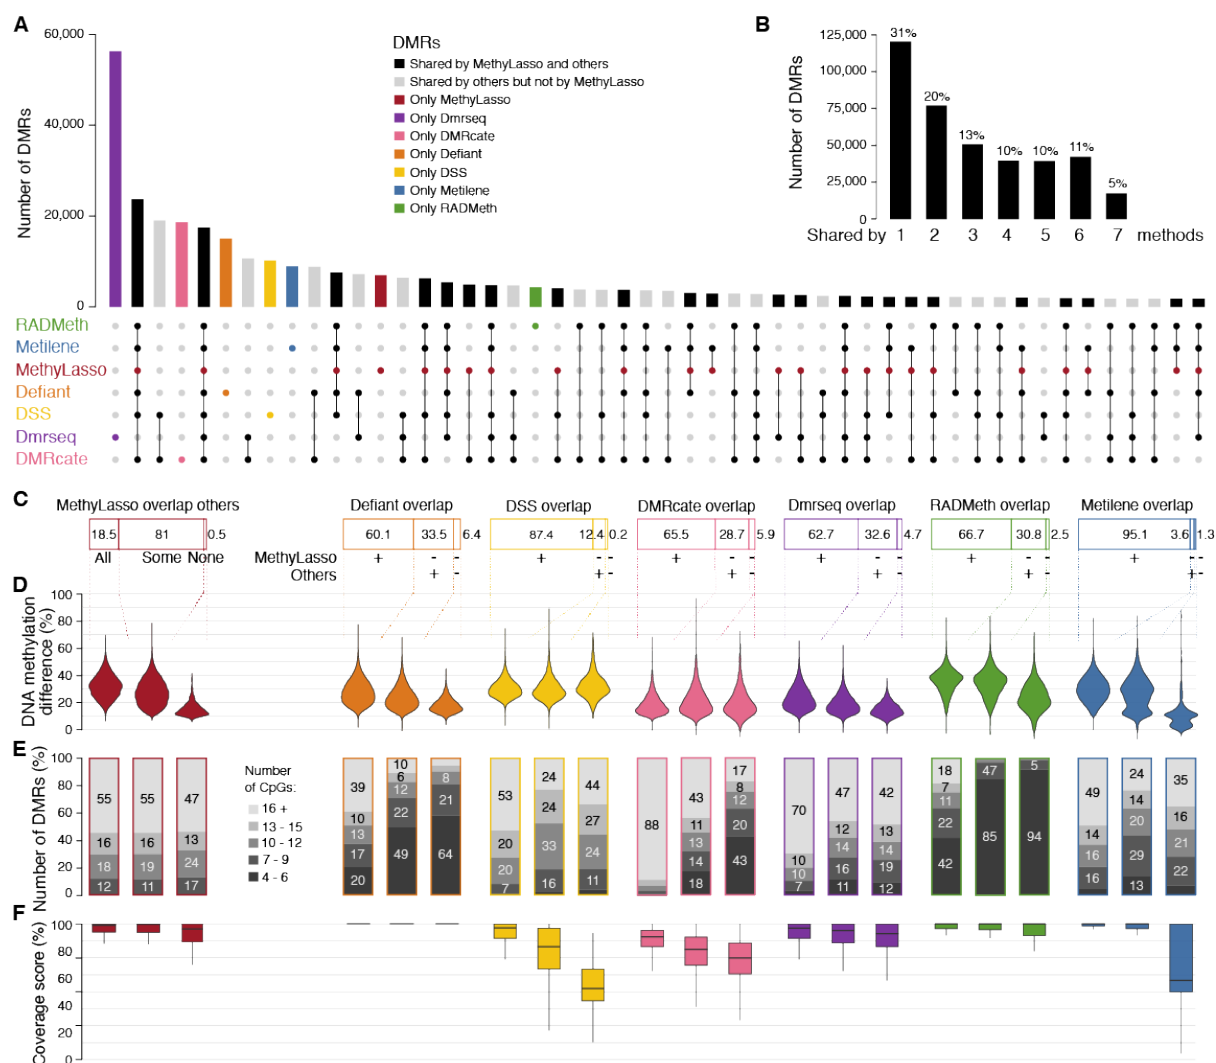 A
60,000
40,000
20,000
0
Number of DMRs
DMRs
Shared by MethyLasso and others
Shared by others but not by MethyLasso
Only MethyLasso
Only Dmrseq
Only DMRcate
Only Defiant
Only DSS
Only Metilene
Only RADMeth
B
125,000
100,000
75,000
50,000
25,000
0
Number of DMRs
31%
20%
13%
10%
10%
11%
5%
Shared by 1 2 3 4 5 6 7 methods
RADMeth
Metilene
MethyLasso
Defiant
DSS
Dmrseq
DMRcate
C
MethyLasso overlap others
Defiant overlap
DSS overlap
DMRcate overlap
Dmrseq overlap
RADMeth overlap
Metilene overlap
18.5 81 0.5
60.1 33.5 6.4
87.4 12.4 0.2
65.5 28.7 5.9
62.7 32.6 4.7
66.7 30.8 2.5
95.1 3.6 1.3
All Some None
MethyLasso + - - + - - + - - + - - + - - + - -
Others + - + - + - + - + - + -
D
100
80
60
40
20
0
DNA methylation
difference (%)
E
100
80
60
40
20
0
Number of DMRs (%)
55 16 18 12
55 16 19 11
47 13 24 17
Number
of CpGs:
16 +
13 - 15
10 - 12
7 - 9
4 - 6
39 10 13 17 20
10 6 12 22 49
8 21 64
53 20 20 7
24 24 33 16
44 27 24 11
88
43 11 13 14 18
17 8 12 20 43
70 10 10 7
47 12 14 16 11
42 13 14 19 12
18 7 11 22 42
47 85
5 94
49 14 16 16
24 14 20 29 13
35 16 21 22
F
100
80
60
40
20
0
Coverage score (%)